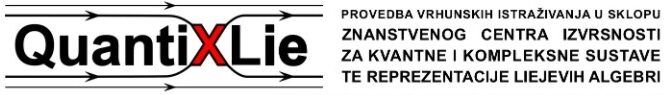 QuantiXLie
PROVEDBA VRHUNSKIH ISTRAŽIVANJA U SKLOPU
ZNANSTVENOG CENTRA IZVRSNOSTI
ZA KVANTNE I KOMPLEKSNE SUSTAVE
TE REPREZENTACIJE LIEJEVIH ALGEBRI